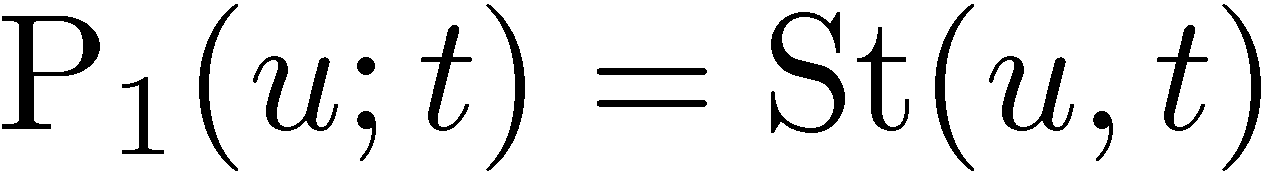 P₁(u; t) = St(u, t)